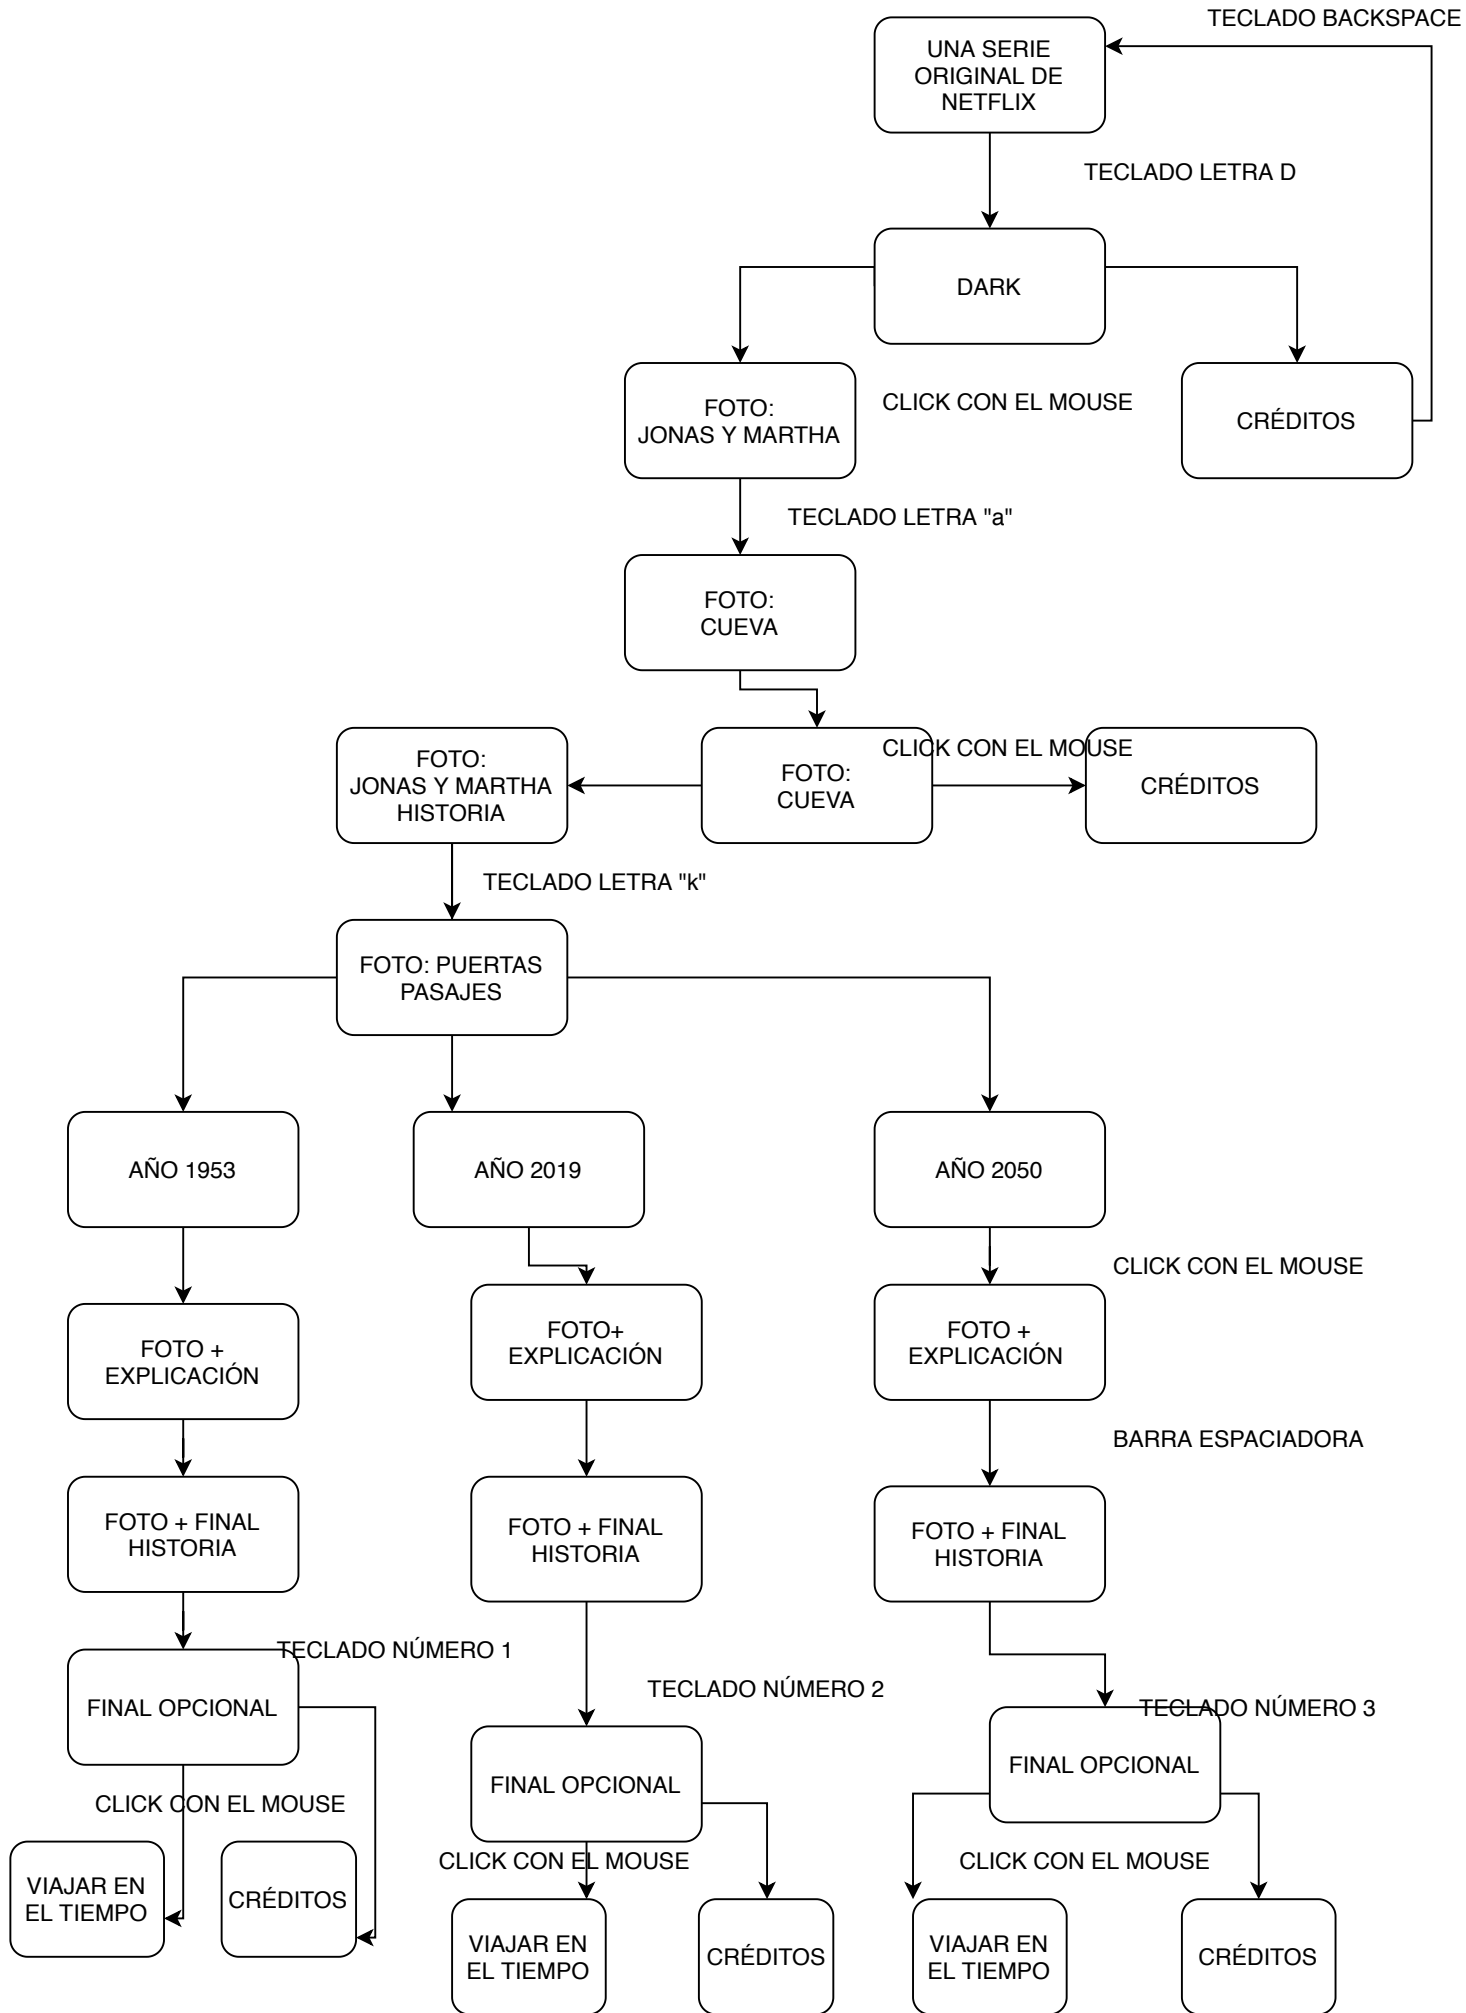 TECLADO BACKSPACE
UNA SERIE
ORIGINAL DE
NETFLIX
TECLADO LETRA D
DARK
FOTO:
JONAS Y MARTHA
CLICK CON EL MOUSE
CRÉDITOS
TECLADO LETRA "a"
FOTO:
CUEVA
FOTO:
JONAS Y MARTHA
HISTORIA
FOTO:
CUEVA
CLICK CON EL MOUSE
CRÉDITOS
TECLADO LETRA "k"
FOTO: PUERTAS
PASAJES
AÑO 1953
AÑO 2019
AÑO 2050
CLICK CON EL MOUSE
FOTO +
EXPLICACIÓN
FOTO+
EXPLICACIÓN
FOTO +
EXPLICACIÓN
BARRA ESPACIADORA
FOTO + FINAL
HISTORIA
FOTO + FINAL
HISTORIA
FOTO + FINAL
HISTORIA
TECLADO NÚMERO 1
TECLADO NÚMERO 2
TECLADO NÚMERO 3
FINAL OPCIONAL
FINAL OPCIONAL
FINAL OPCIONAL
CLICK CON EL MOUSE
CLICK CON EL MOUSE
CLICK CON EL MOUSE
VIAJAR EN
EL TIEMPO
CRÉDITOS
VIAJAR EN
EL TIEMPO
CRÉDITOS
VIAJAR EN
EL TIEMPO
CRÉDITOS